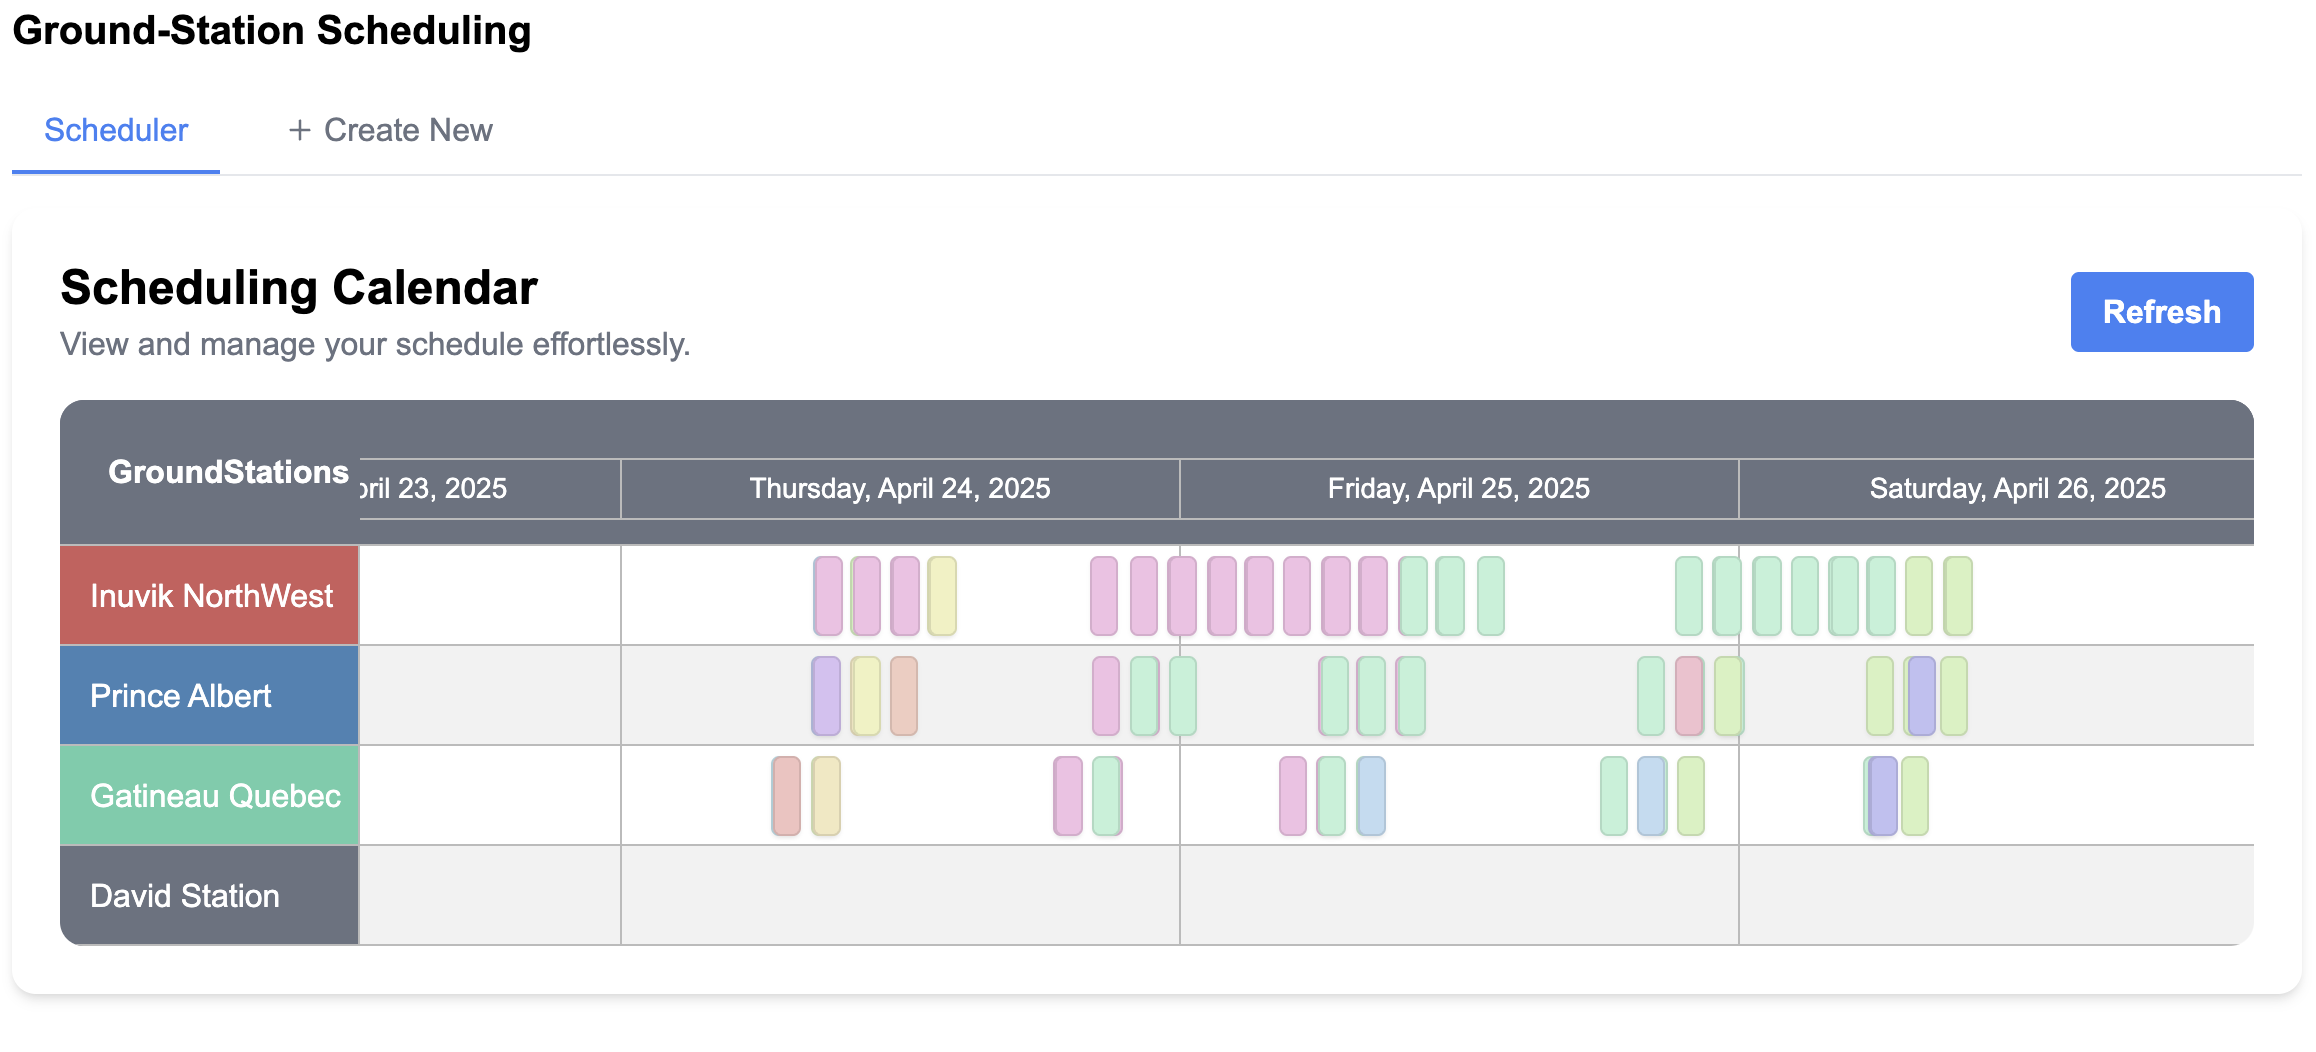 Ground-Station Scheduling
Scheduler
+ Create New
Scheduling Calendar
View and manage your schedule effortlessly.
Refresh
GroundStations
pril 23, 2025
Thursday, April 24, 2025
Friday, April 25, 2025
Saturday, April 26, 2025
Inuvik NorthWest
Prince Albert
Gatineau Quebec
David Station